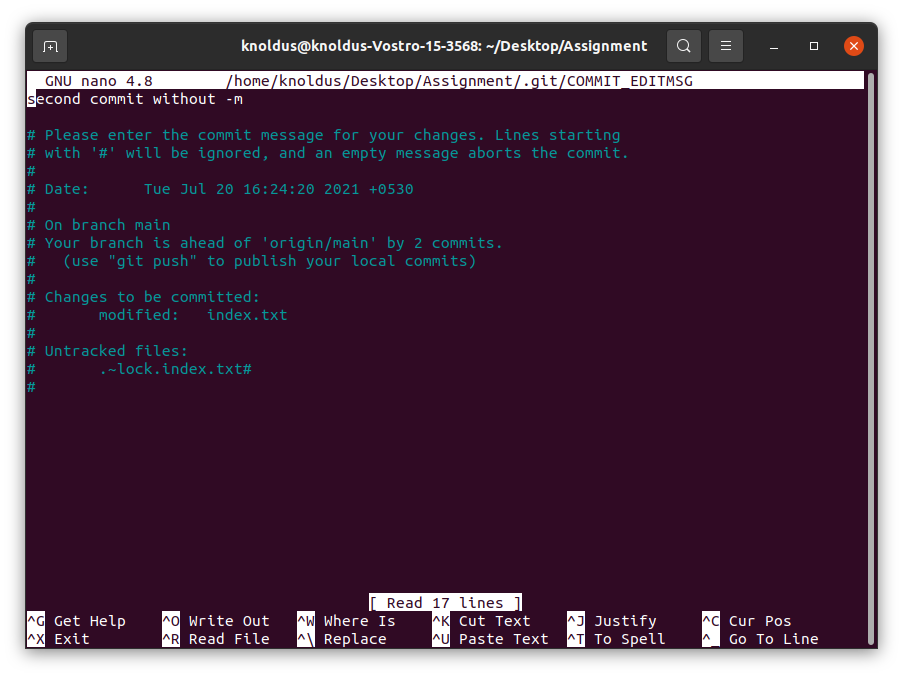 knoldus@knoldus-Vostro-15-3568: ~/Desktop/Assignment
GNU nano 4.8        /home/knoldus/Desktop/Assignment/.git/COMMIT_EDITMSG
second commit without -m

# Please enter the commit message for your changes. Lines starting
# with '#' will be ignored, and an empty message aborts the commit.
#
# Date:      Tue Jul 20 16:24:20 2021 +0530
#
# On branch main
# Your branch is ahead of 'origin/main' by 2 commits.
#   (use "git push" to publish your local commits)
#
# Changes to be committed:
#       modified:   index.txt
#
# Untracked files:
#       .~lock.index.txt#
#
[ Read 17 lines ]
^G Get Help    ^O Write Out   ^W Where Is    ^K Cut Text    ^J Justify     ^C Cur Pos
^X Exit        ^R Read File   ^\ Replace     ^U Paste Text  ^T To Spell    ^_ Go To Line